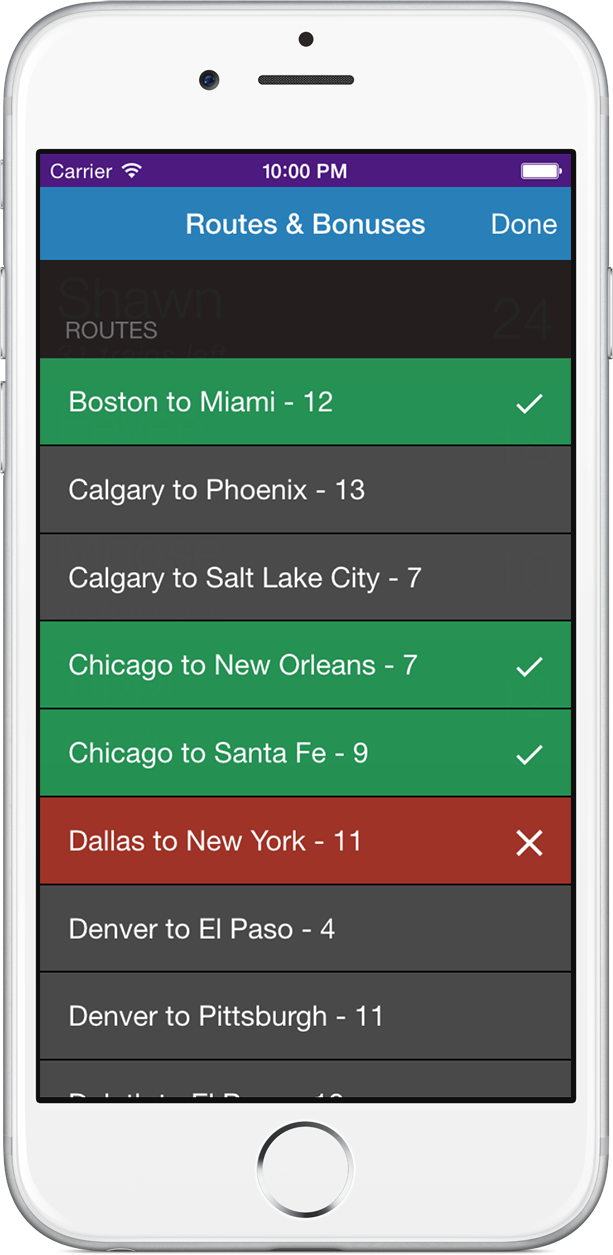 Carrier 10:00 PM
Routes & Bonuses Done
Shawn 24
ROUTES
Boston to Miami - 12
Calgary to Phoenix - 13
Calgary to Salt Lake City - 7
Chicago to New Orleans - 7
Chicago to Santa Fe - 9
Dallas to New York - 11
Denver to El Paso - 4
Denver to Pittsburgh - 11